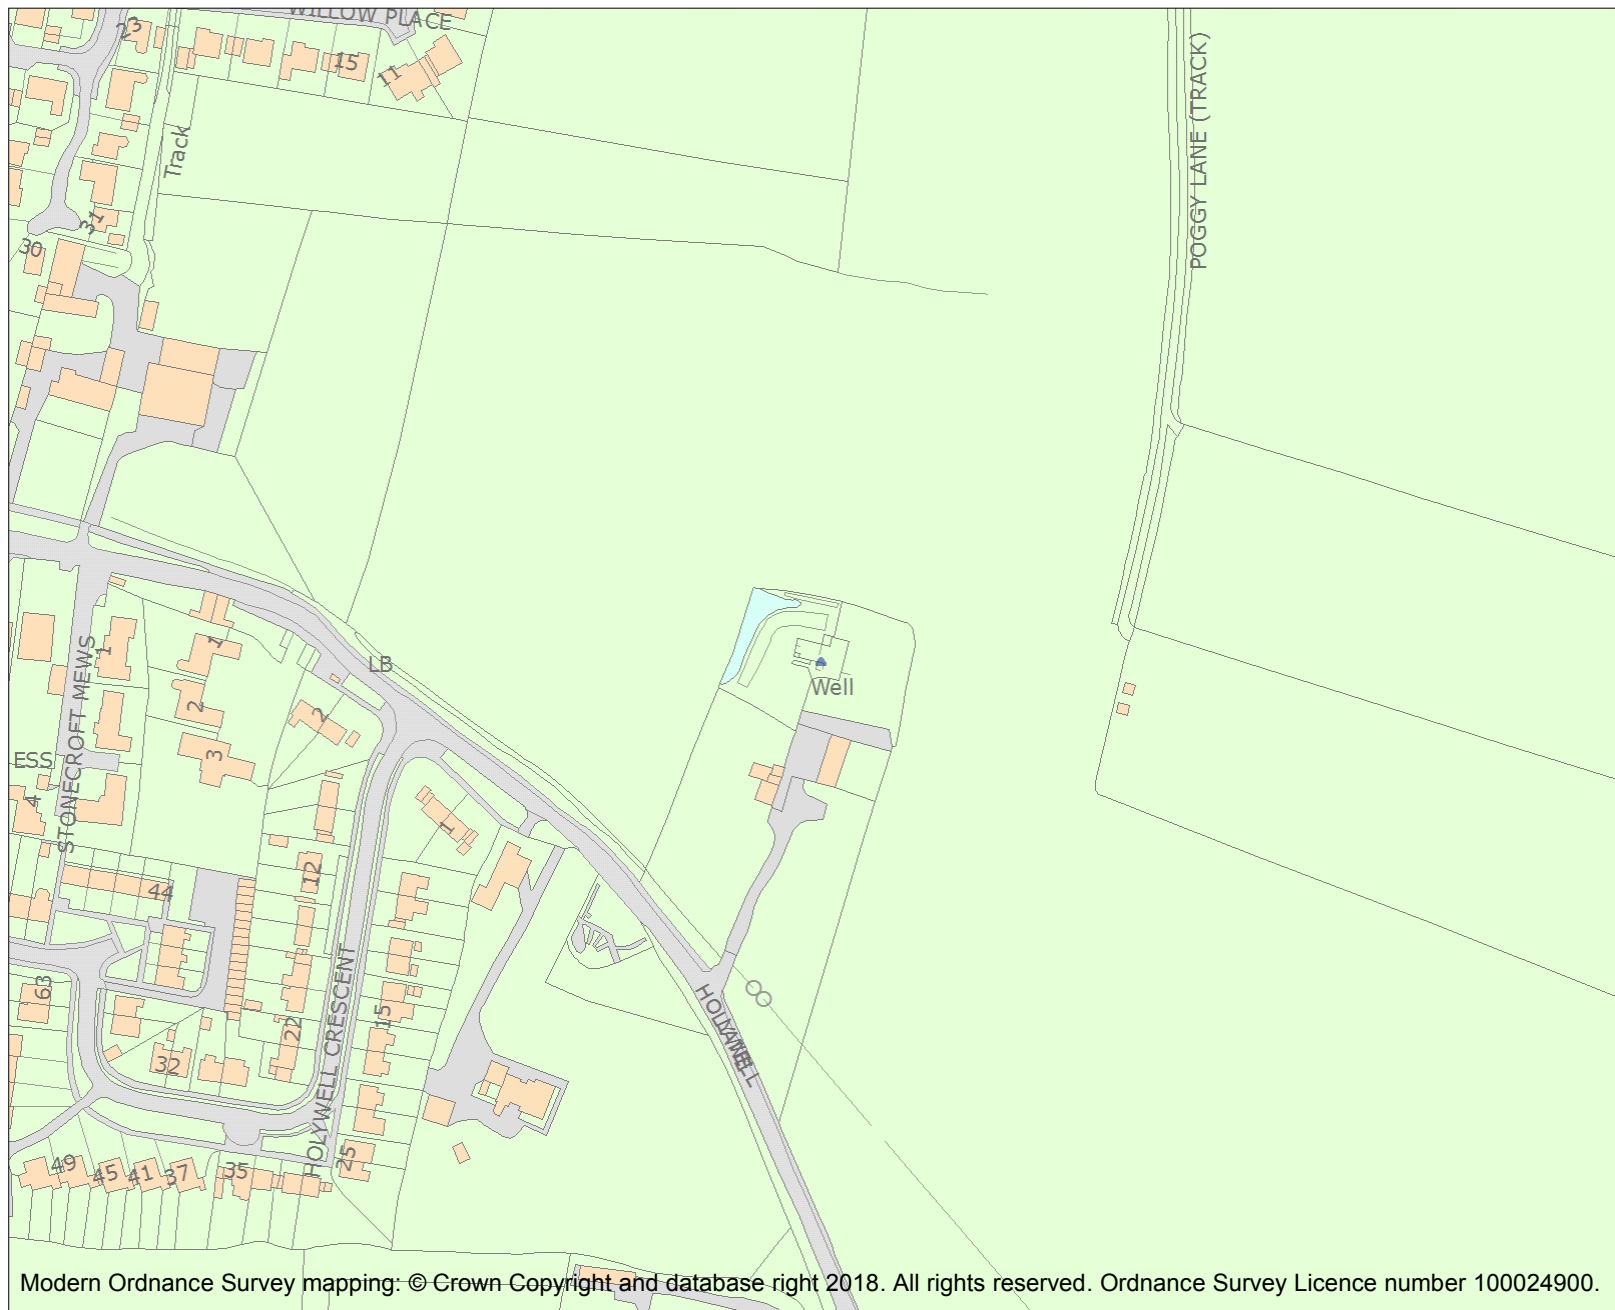 WILLOW PLACE
23
15
11
Track
POGGY LANE (TRACK)
31
30
LB
Well
STONECROFT MEWS
1
1
2
2
3
ESS
4
1
12
44
63
HOLYWELL CRESCENT
15
22
32
HOLYWELL
LANE
49
45
41
37
35
25
Modern Ordnance Survey mapping: © Crown Copyright and database right 2018. All rights reserved. Ordnance Survey Licence number 100024900.